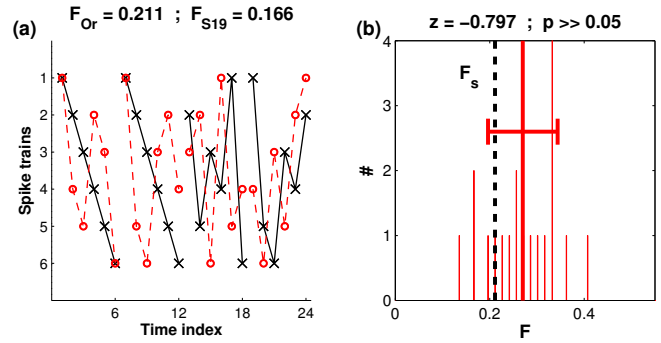 F_Or = 0.211 ; F_S19 = 0.166
(a)
Spike trains
1
2
3
4
5
6
6 12 18 24
Time index
z = −0.797 ; p >> 0.05
(b)
F_s
#
4
3
2
1
0
0 0.2 0.4
F